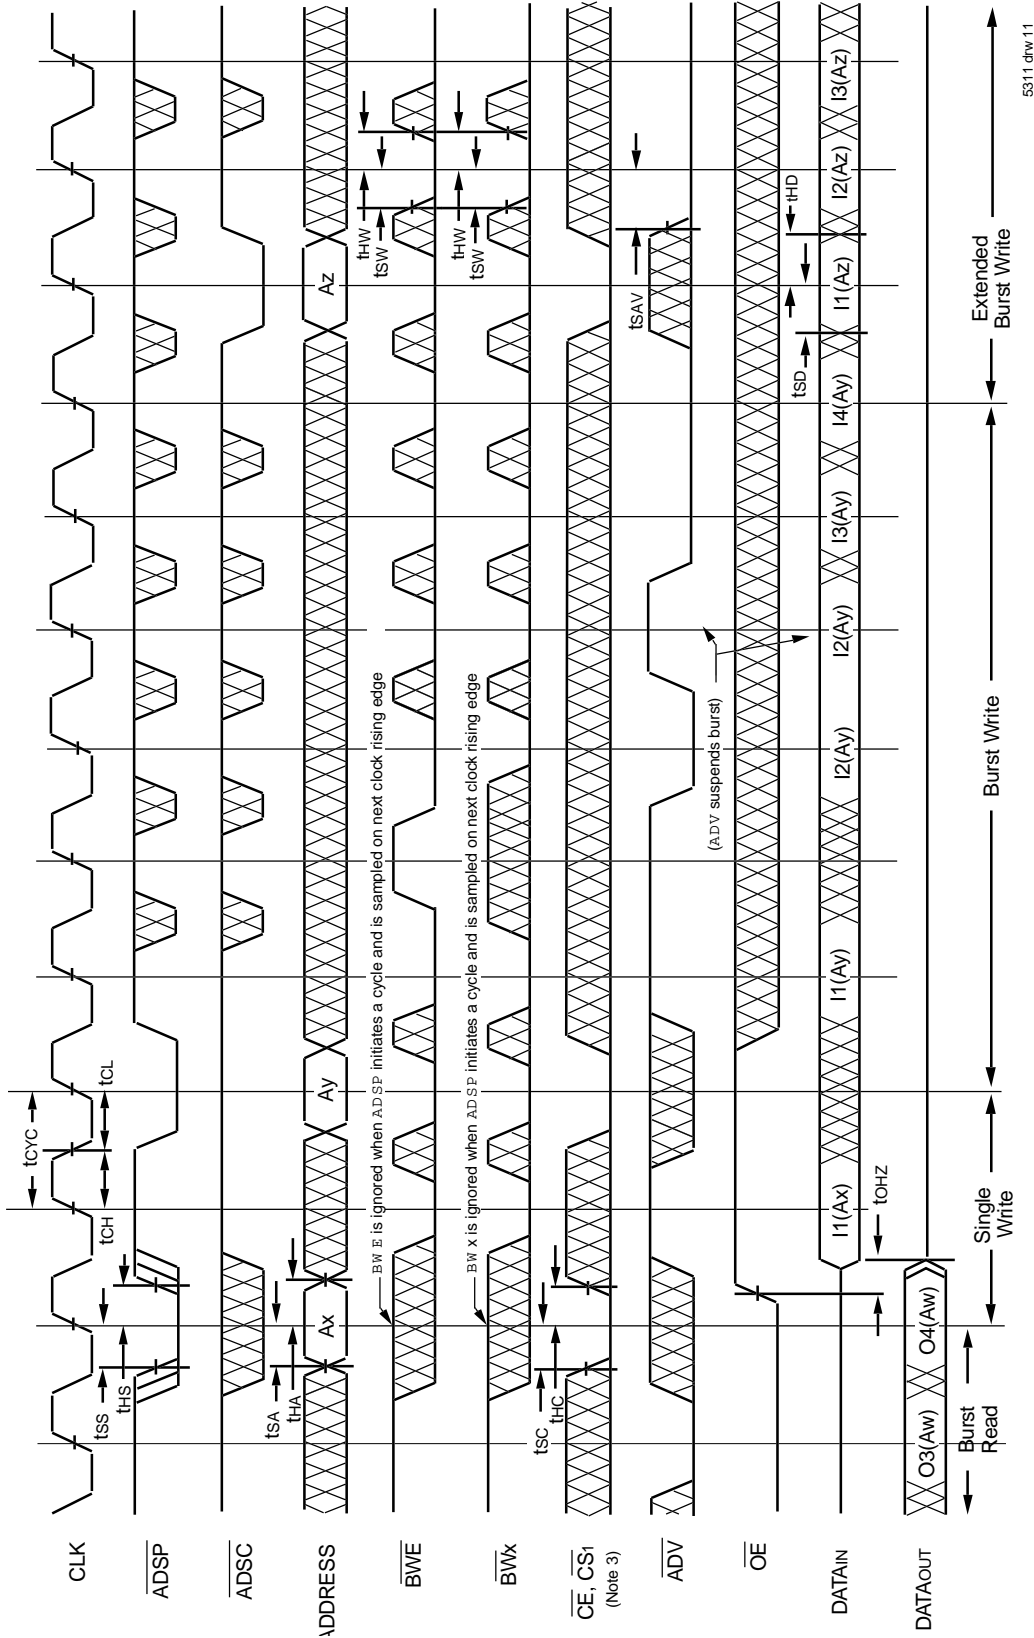 CLK
tCYC
tCH
tCL
tSS
tHS
ADSP
ADSC
tSA
tHA
ADDRESS
Ax
Ay
Az
BWE
BWE is ignored when ADSP initiates a cycle and is sampled on next clock rising edge
tHW
tSW
BWx
BWx is ignored when ADSP initiates a cycle and is sampled on next clock rising edge
tHW
tSW
tSC
tHC
CE, CS1
(Note 3)
ADV
tSAV
(ADV suspends burst)
OE
tHD
tSD
DATAIN
I1(Ax)
I1(Ay)
I2(Ay)
I2(Ay)
I3(Ay)
I4(Ay)
I1(Az)
I2(Az)
I3(Az)
tOHZ
DATAOUT
O3(Aw)
O4(Aw)
Burst
Read
Single
Write
Burst Write
Extended
Burst Write
5311 drw 11